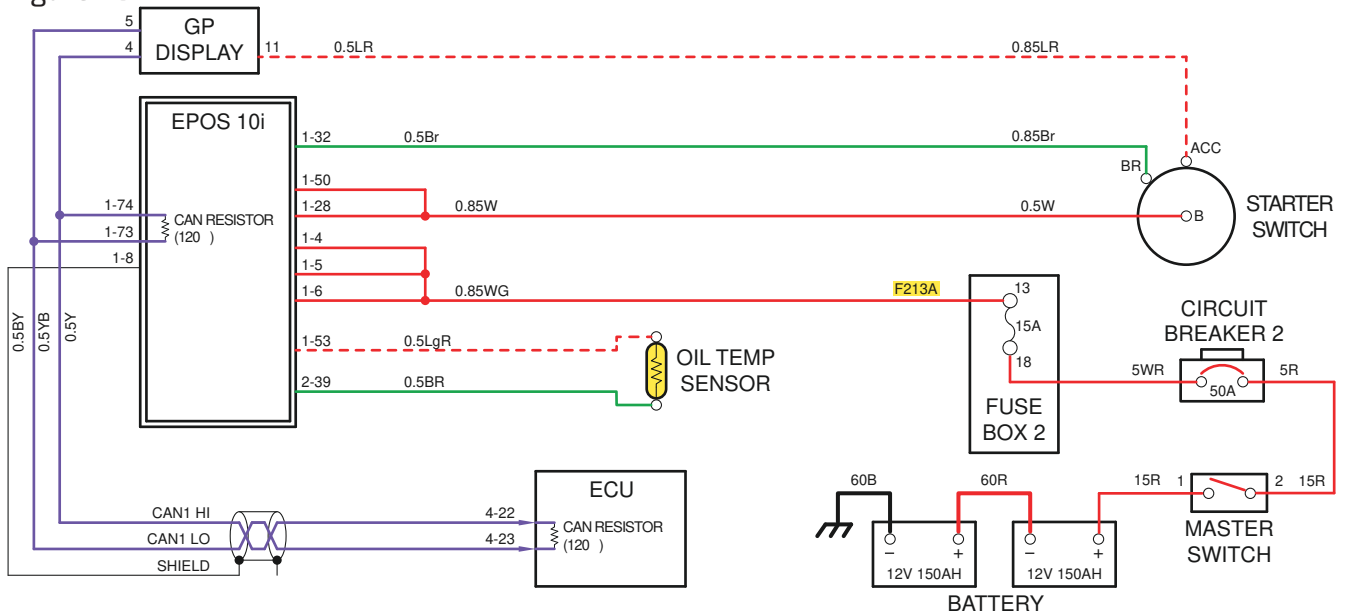 5
GP
DISPLAY
4
11
0.5LR
0.85LR
EPOS 10i
1-32
0.5Br
0.85Br
BR
ACC
1-50
1-28
0.85W
0.5W
B
STARTER
SWITCH
1-74
CAN RESISTOR
1-73
(120 )
1-8
1-4
1-5
1-6
0.85WG
F213A
13
15A
18
FUSE
BOX 2
CIRCUIT
BREAKER 2
5WR
50A
5R
1-53
0.5LgR
OIL TEMP
SENSOR
2-39
0.5BR
0.5BY
0.5YB
0.5Y
CAN1 HI
CAN1 LO
SHIELD
ECU
4-22
CAN RESISTOR
4-23
(120 )
60B
60R
15R
1
2
15R
MASTER
SWITCH
−
+
12V 150AH
−
+
12V 150AH
BATTERY